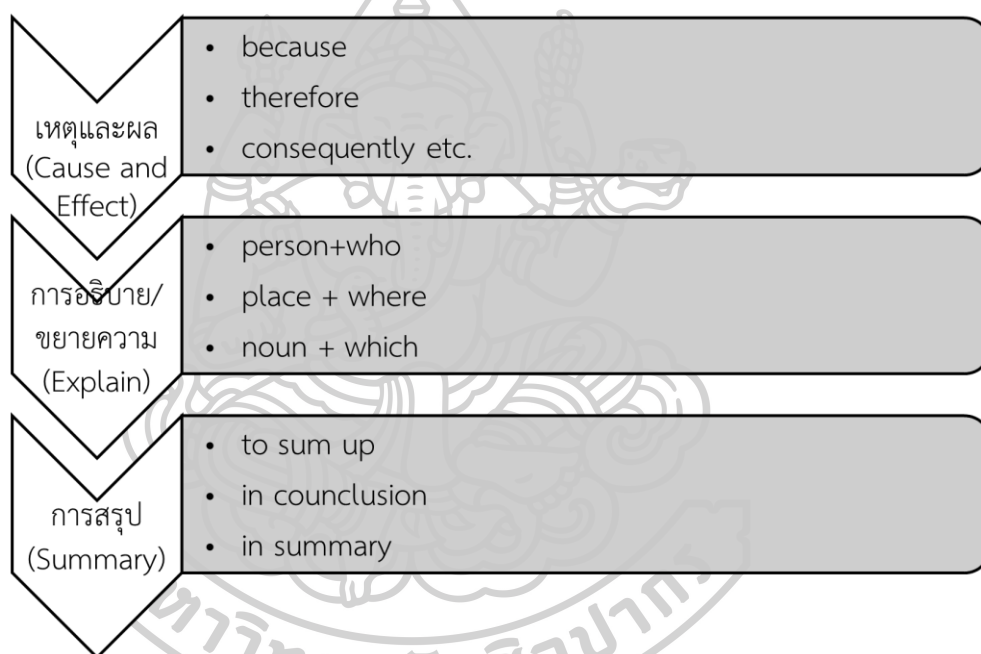 เหตุและผล
(Cause and
Effect)
• because
• therefore
• consequently etc.
การอธิบาย/
ขยายความ
(Explain)
• person+who
• place + where
• noun + which
การสรุป
(Summary)
• to sum up
• in counclusion
• in summary